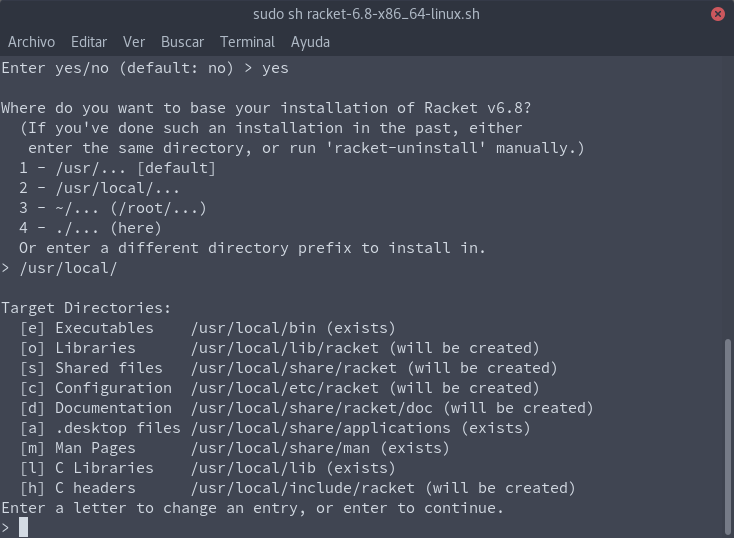 sudo sh racket-6.8-x86_64-linux.sh
Archivo Editar Ver Buscar Terminal Ayuda
Enter yes/no (default: no) > yes
Where do you want to base your installation of Racket v6.8?
(If you've done such an installation in the past, either
enter the same directory, or run 'racket-uninstall' manually.)
1 - /usr/... [default]
2 - /usr/local/...
3 - ~/... (/root/...)
4 - ./... (here)
Or enter a different directory prefix to install in.
> /usr/local/
Target Directories:
[e] Executables /usr/local/bin (exists)
[o] Libraries /usr/local/lib/racket (will be created)
[s] Shared files /usr/local/share/racket (will be created)
[c] Configuration /usr/local/etc/racket (will be created)
[d] Documentation /usr/local/share/racket/doc (will be created)
[a] .desktop files /usr/local/share/applications (exists)
[m] Man Pages /usr/local/share/man (exists)
[l] C Libraries /usr/local/lib (exists)
[h] C headers /usr/local/include/racket (will be created)
Enter a letter to change an entry, or enter to continue.
>